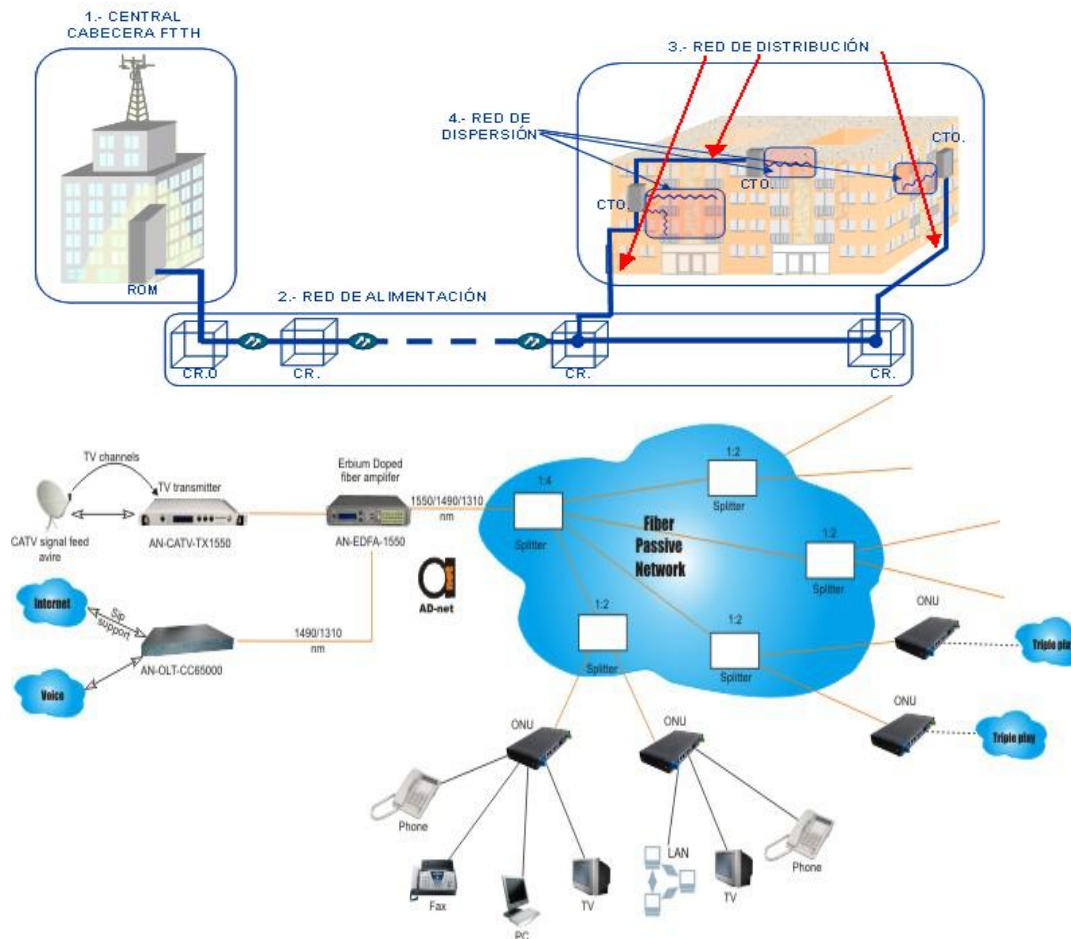 1.- CENTRAL
CABECERA FTTH
3.- RED DE DISTRIBUCIÓN
4.- RED DE
DISPERSIÓN
CTO.
CTO.
CTO.
ROM
2.- RED DE ALIMENTACIÓN
CR.0
CR.
CR.
CR.
TV channels
TV transmitter
Erbium Doped
fiber amplifer
CATV signal feed
avire
AN-CATV-TX1550
AN-EDFA-1550
1550/1490/1310
nm
AD-net
Internet
Sip
support
Voice
AN-OLT-CC65000
1490/1310
nm
1:4
Splitter
Fiber
Passive
Network
1:2
Splitter
1:2
Splitter
1:2
Splitter
1:2
Splitter
ONU
Triple play
ONU
Triple play
ONU
ONU
Phone
Fax
PC
TV
LAN
TV
Phone